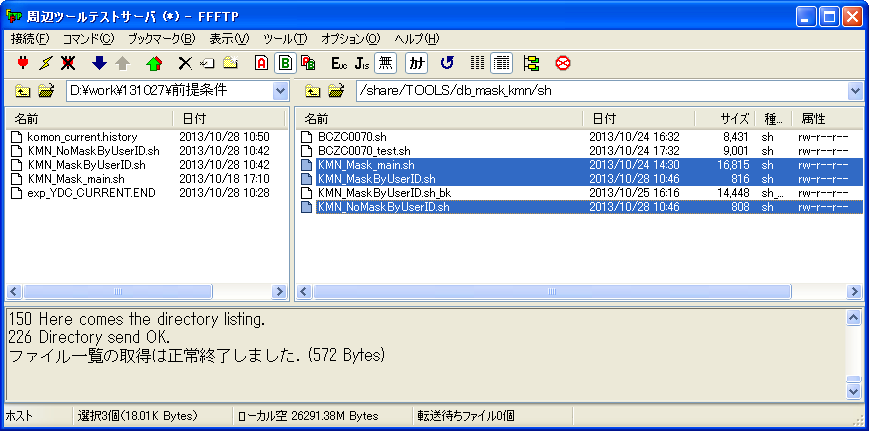 周辺ツールテストサーバ (*) - FFFTP
接続(F) コマンド(C) ブックマーク(B) 表示(V) ツール(T) オプション(O) ヘルプ(H)
A B EUC JIS 無 カナ
D:¥work¥131027¥前提条件 /share/TOOLS/db_mask_kmn/sh
名前 日付
komon_current.history 2013/10/28 10:50
KMN_NoMaskByUserID.sh 2013/10/28 10:42
KMN_MaskByUserID.sh 2013/10/28 10:42
KMN_Mask_main.sh 2013/10/18 17:10
exp_YDC_CURRENT.END 2013/10/28 10:28
名前 日付 サイズ 種... 属性
BCZC0070.sh 2013/10/24 16:32 8,431 sh rw-r--r--
BCZC0070_test.sh 2013/10/24 17:32 9,001 sh rw-r--r--
KMN_Mask_main.sh 2013/10/24 14:30 16,815 sh rw-r--r--
KMN_MaskByUserID.sh 2013/10/28 10:46 816 sh rw-r--r--
KMN_MaskByUserID.sh_bk 2013/10/25 16:16 14,448 sh_... rw-r--r--
KMN_NoMaskByUserID.sh 2013/10/28 10:46 808 sh rw-r--r--
150 Here comes the directory listing.
226 Directory send OK.
ファイル一覧の取得は正常終了しました. (572 Bytes)
ホスト 選択3個(18.01K Bytes) ローカル空 26291.38M Bytes 転送待ちファイル0個